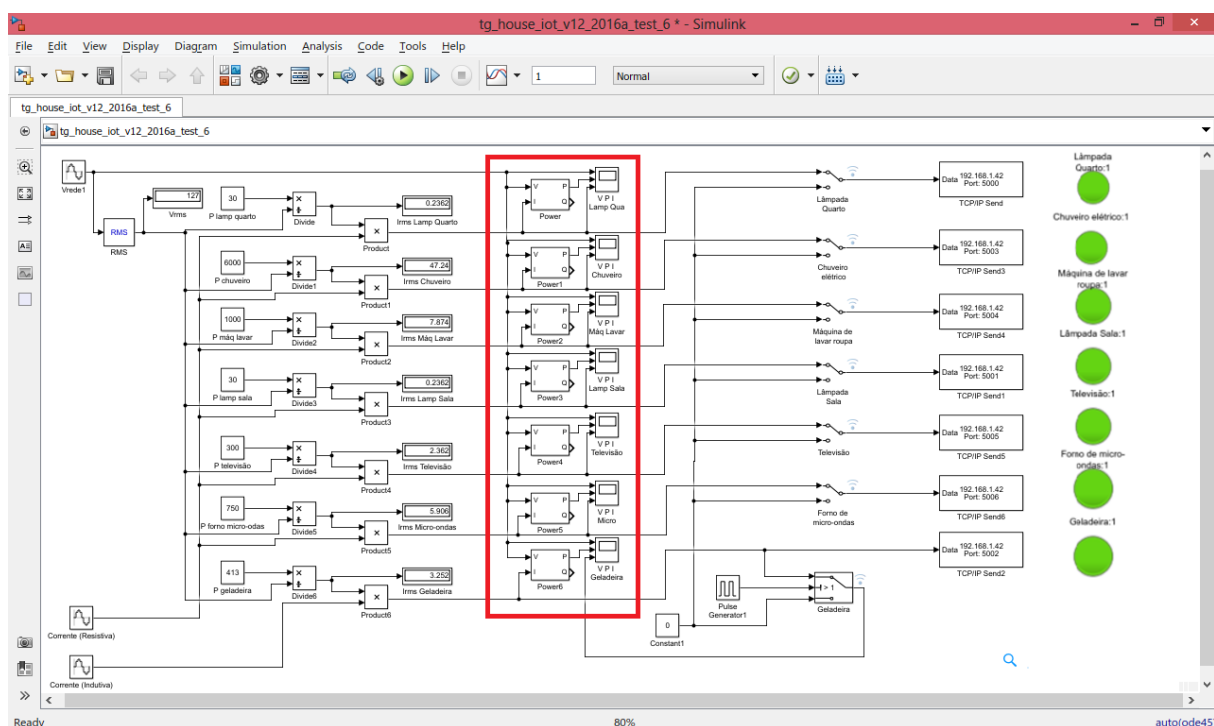 tg_house_iot_v12_2016a_test_6 * - Simulink
File Edit View Display Diagram Simulation Analysis Code Tools Help
1
Normal
tg_house_iot_v12_2016a_test_6
tg_house_iot_v12_2016a_test_6
Vrede1
127
Vrms
RMS
RMS
30
P lamp quarto
Divide
Product
0.2362
Irms Lamp Quarto
V
I
P
Q
Power
V P I
Lamp Qua
Lâmpada
Quarto
Data
192.168.1.42
Port: 5000
TCP/IP Send
Lâmpada
Quarto:1
6000
P chuveiro
Divide1
Product1
47.24
Irms Chuveiro
V
I
P
Q
Power1
V P I
Chuveiro
Chuveiro
elétrico
Data
192.168.1.42
Port: 5003
TCP/IP Send3
Chuveiro elétrico:1
1000
P máq lavar
Divide2
Product2
7.874
Irms Máq Lavar
V
I
P
Q
Power2
V P I
Máq Lavar
Máquina de
lavar roupa
Data
192.168.1.42
Port: 5004
TCP/IP Send4
Máquina de lavar
roupa:1
30
P lamp sala
Divide3
Product3
0.2362
Irms Lamp Sala
V
I
P
Q
Power3
V P I
Lamp Sala
Lâmpada
Sala
Data
192.168.1.42
Port: 5001
TCP/IP Send1
Lâmpada Sala:1
300
P televisão
Divide4
Product4
2.362
Irms Televisão
V
I
P
Q
Power4
V P I
Televisão
Televisão
Data
192.168.1.42
Port: 5005
TCP/IP Send5
Televisão:1
750
P forno micro-odas
Divide5
Product5
5.906
Irms Micro-ondas
V
I
P
Q
Power5
V P I
Micro
Forno de
micro-ondas
Data
192.168.1.42
Port: 5006
TCP/IP Send6
Forno de micro-
ondas:1
413
P geladeira
Divide6
Product6
3.252
Irms Geladeira
V
I
P
Q
Power6
V P I
Geladeira
Data
192.168.1.42
Port: 5002
TCP/IP Send2
Geladeira:1
Pulse
Generator1
> 1
Geladeira
0
Constant1
Corrente (Resistiva)
Corrente (Indutiva)
Ready
80%
auto(ode45